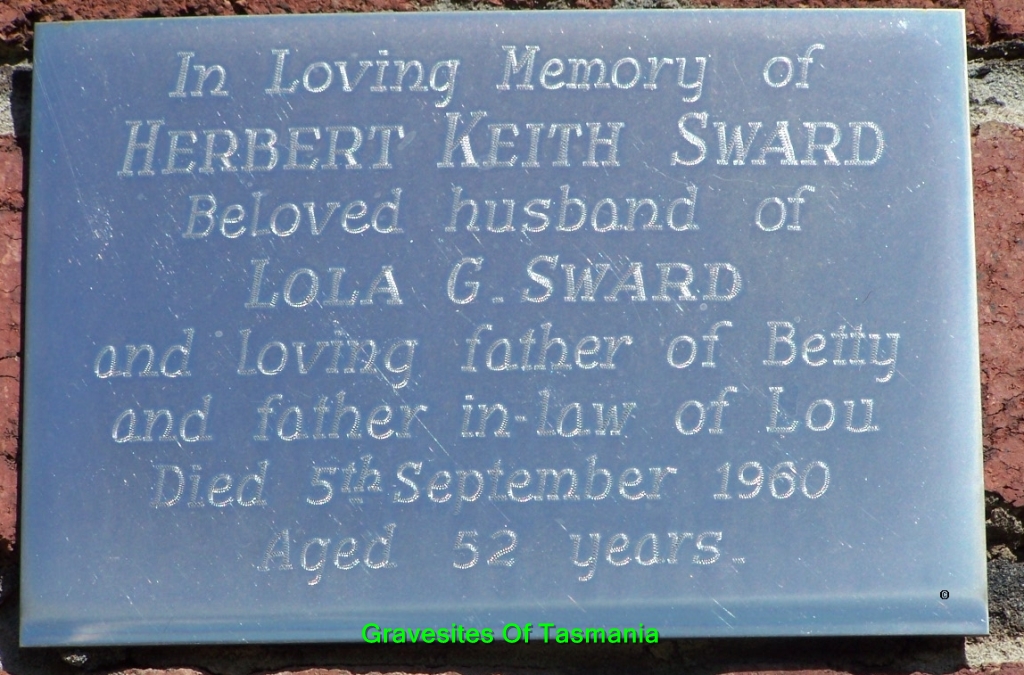 In Loving Memory of
HERBERT KEITH SWARD
Beloved husband of
LOLA G. SWARD
and loving father of Betty
and father in-law of Lou
Died 5th September 1960
Aged 52 years.
Gravesites Of Tasmania